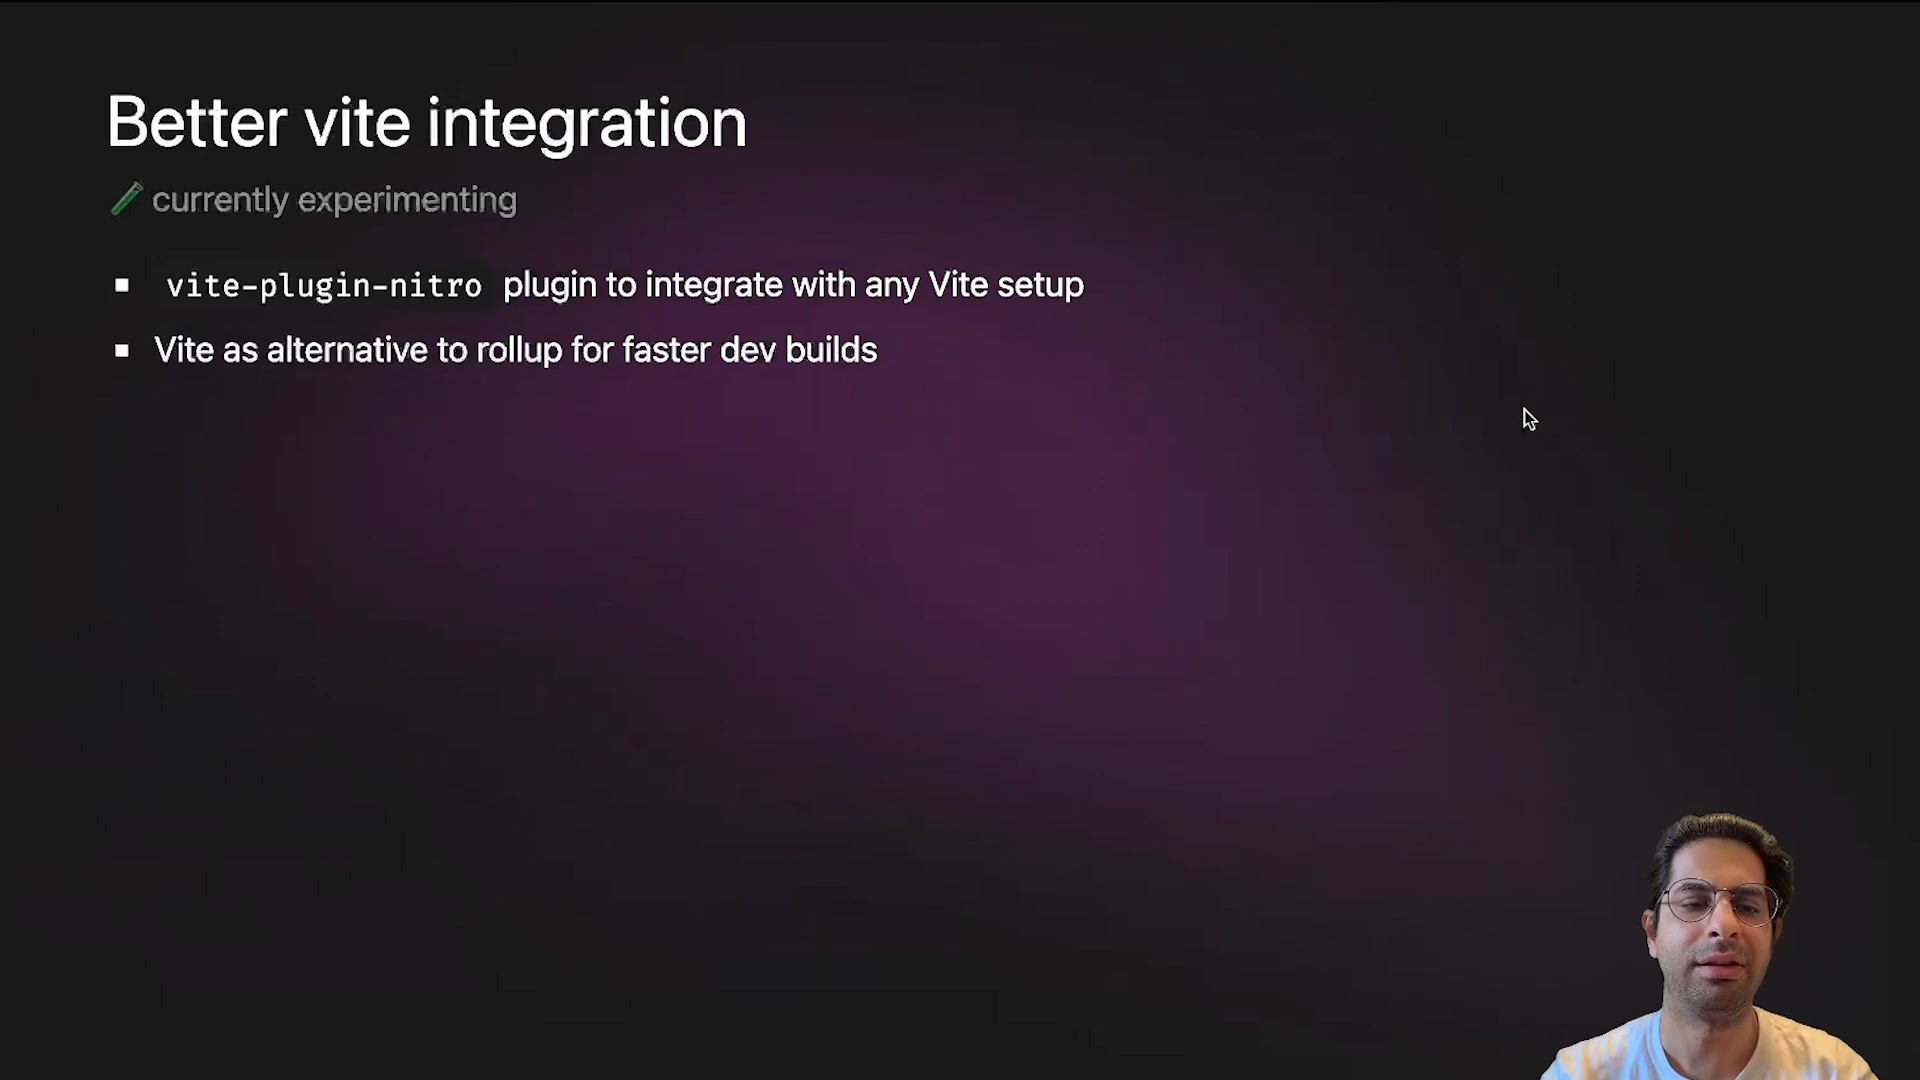 Better vite integration
currently experimenting
vite-plugin-nitro plugin to integrate with any Vite setup
Vite as alternative to rollup for faster dev builds